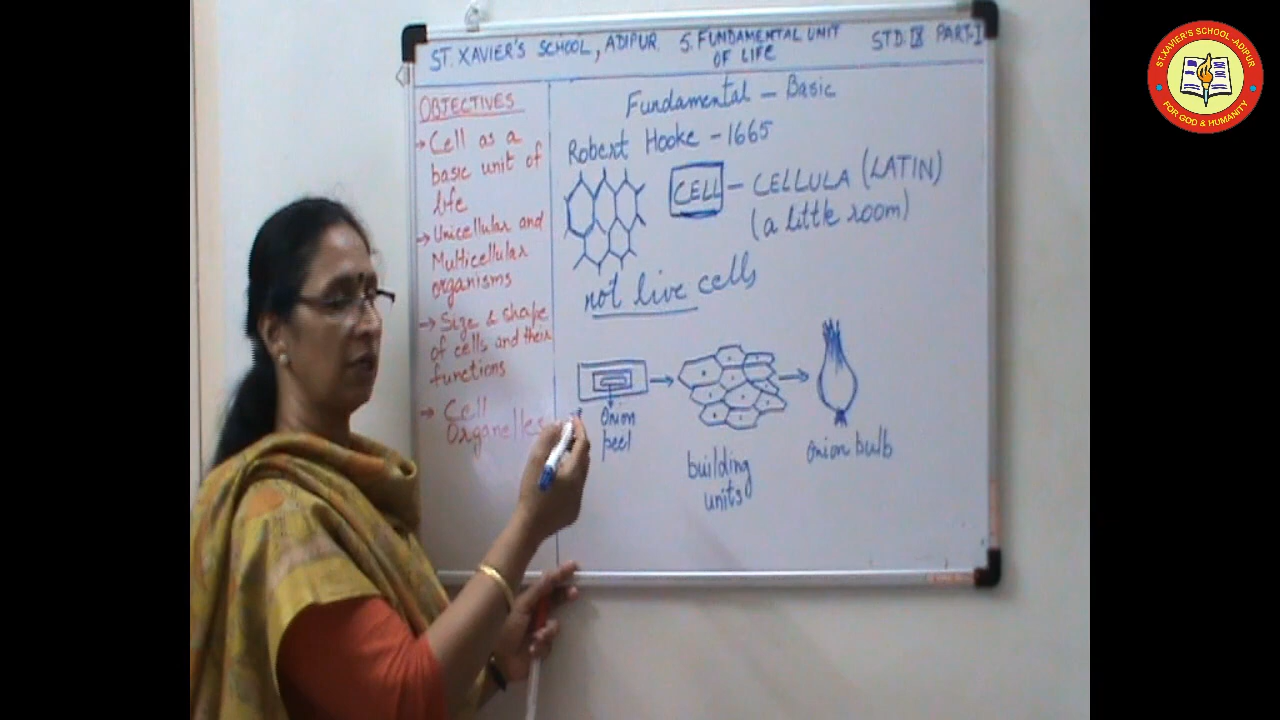 ST. XAVIER'S SCHOOL, ADIPUR. 5. FUNDAMENTAL UNIT OF LIFE STD. IX PART-I
OBJECTIVES
→ Cell as a
basic unit of
life
→ Unicellular and
Multicellular
organisms
→ Size & shape
of cells and their
functions
→ Cell
Organelles
Fundamental — Basic
Robert Hooke - 1665
CELL — CELLULA (LATIN)
(a little room)
not live cells
onion
peel
building
units
onion bulb
ST. XAVIER'S SCHOOL - ADIPUR
FOR GOD & HUMANITY